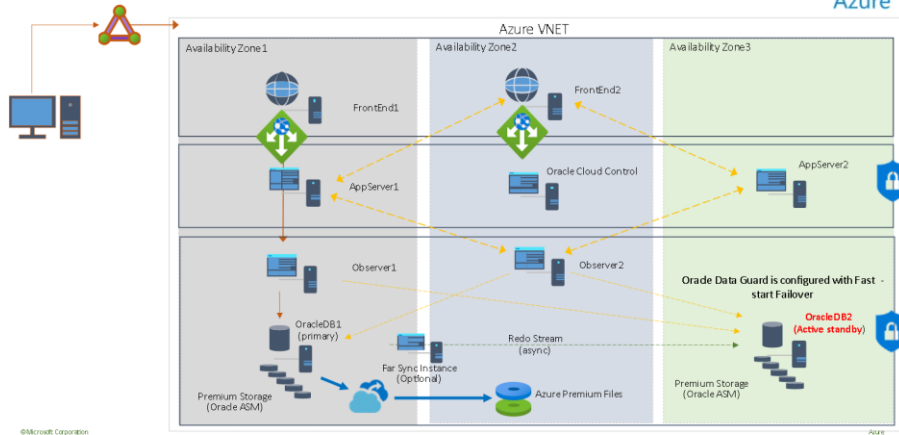 Azure
Azure VNET
Availability Zone1
Availability Zone2
Availability Zone3
FrontEnd1
FrontEnd2
AppServer1
Oracle Cloud Control
AppServer2
Observer1
Observer2
Oracle Data Guard is configured with Fast -
start Failover
OracleDB1
(primary)
OracleDB2
(Active standby)
Redo Stream
(async)
Far Sync Instance
(Optional)
Premium Storage
(Oracle ASM)
Azure Premium Files
Premium Storage
(Oracle ASM)
©Microsoft Corporation
Azure